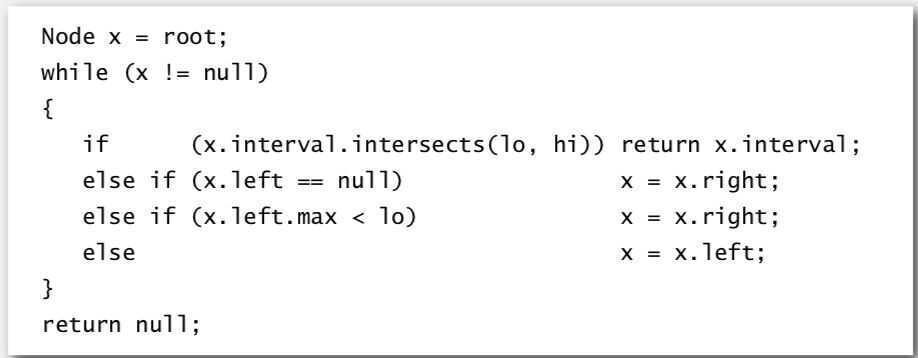 Node x = root;
while (x != null)
{
   if      (x.interval.intersects(lo, hi)) return x.interval;
   else if (x.left == null)                x = x.right;
   else if (x.left.max < lo)               x = x.right;
   else                                    x = x.left;
}
return null;